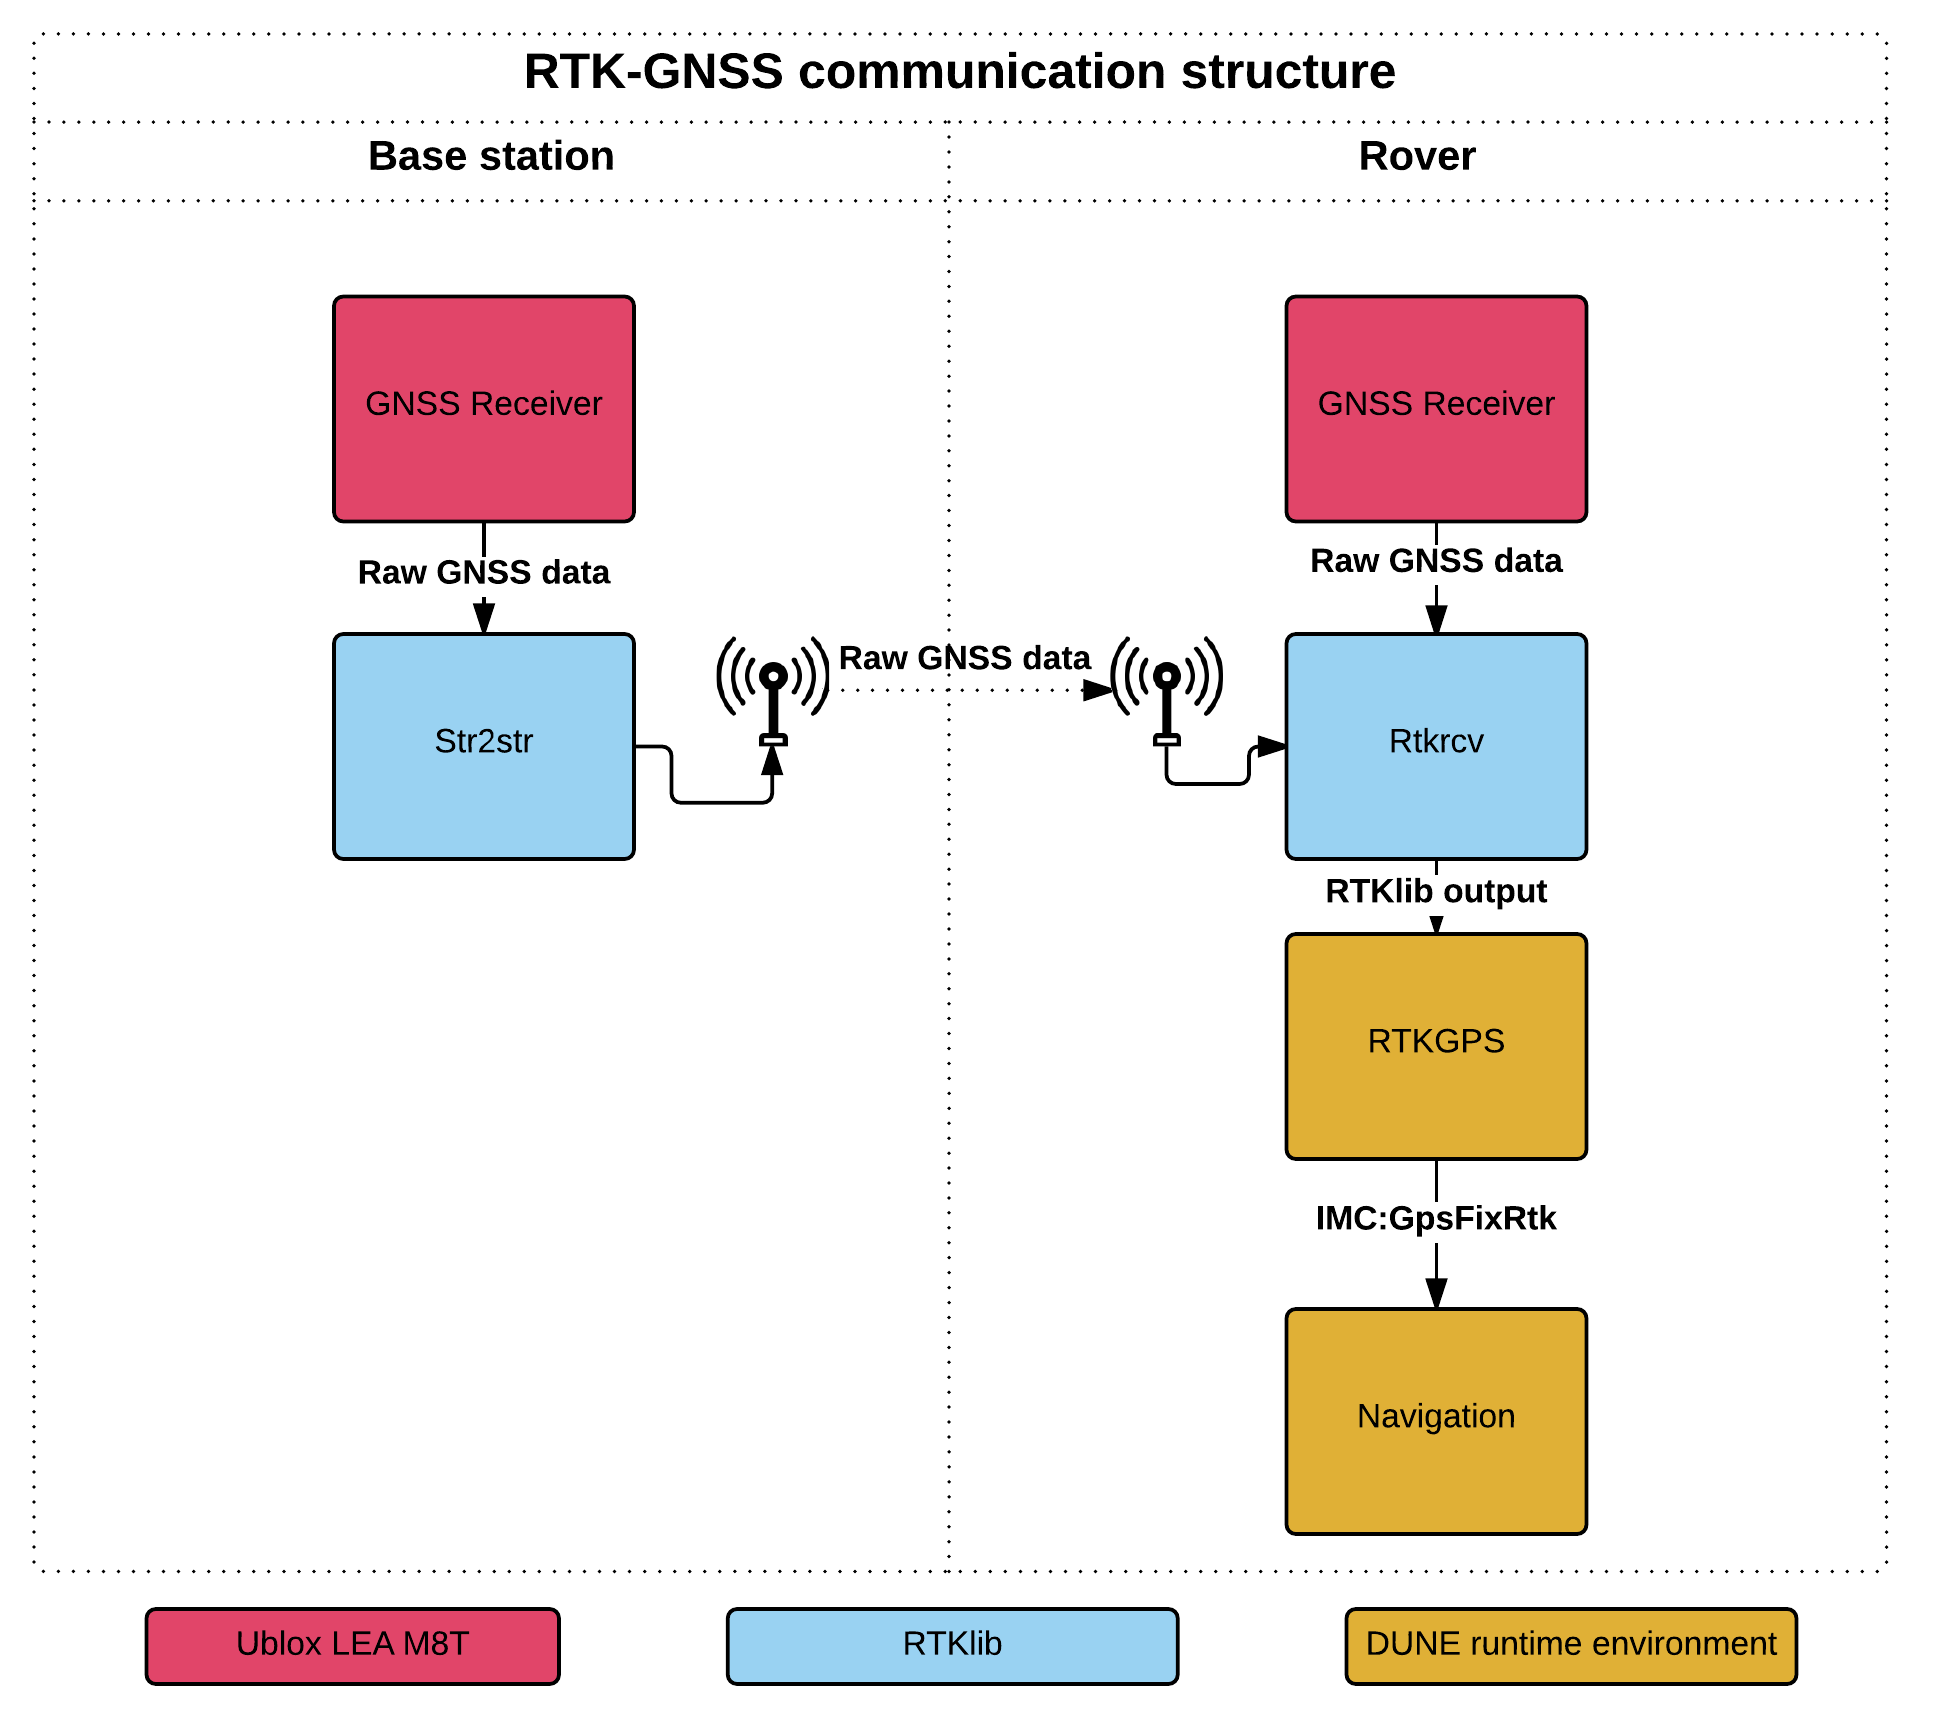 RTK-GNSS communication structure
Base station
Rover
GNSS Receiver
GNSS Receiver
Raw GNSS data
Raw GNSS data
Raw GNSS data
Str2str
Rtkrcv
RTKlib output
RTKGPS
IMC:GpsFixRtk
Navigation
Ublox LEA M8T
RTKlib
DUNE runtime environment